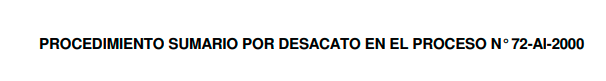 PROCEDIMIENTO SUMARIO POR DESACATO EN EL PROCESO N° 72-AI-2000